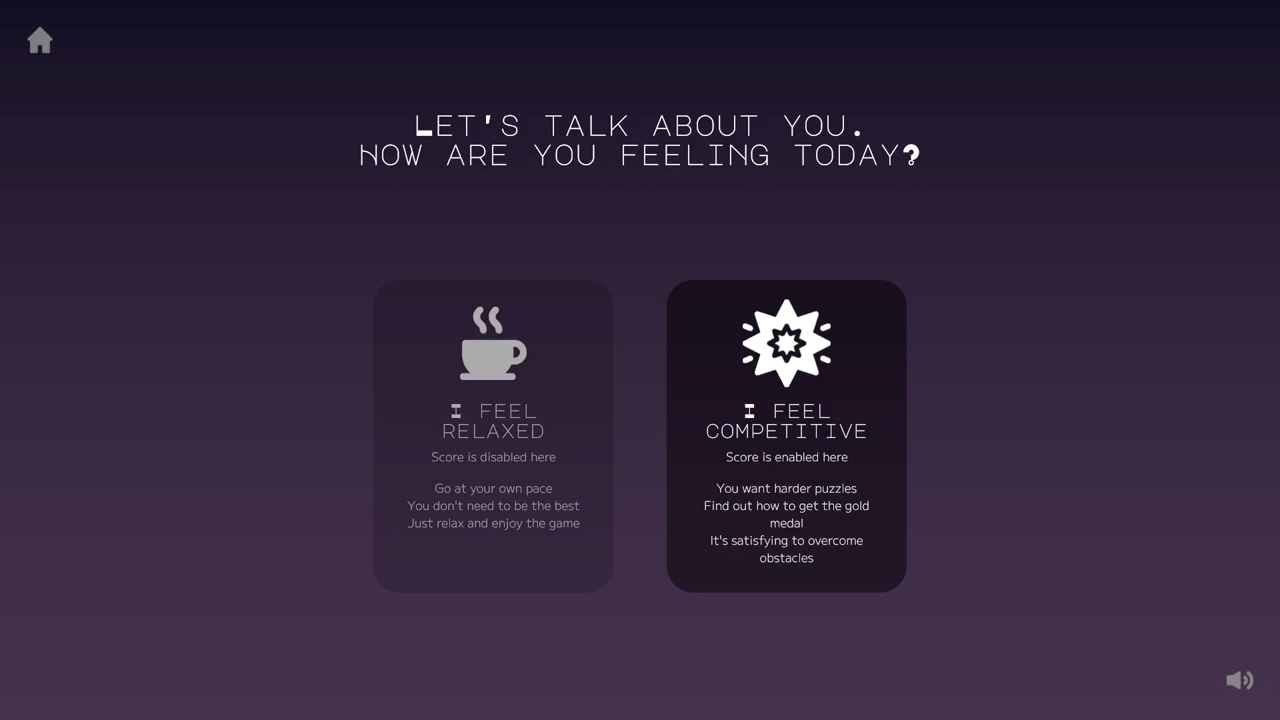 LET'S TALK ABOUT YOU.
HOW ARE YOU FEELING TODAY?
I FEEL
RELAXED
Score is disabled here
Go at your own pace
You don't need to be the best
Just relax and enjoy the game
I FEEL
COMPETITIVE
Score is enabled here
You want harder puzzles
Find out how to get the gold
medal
It's satisfying to overcome
obstacles